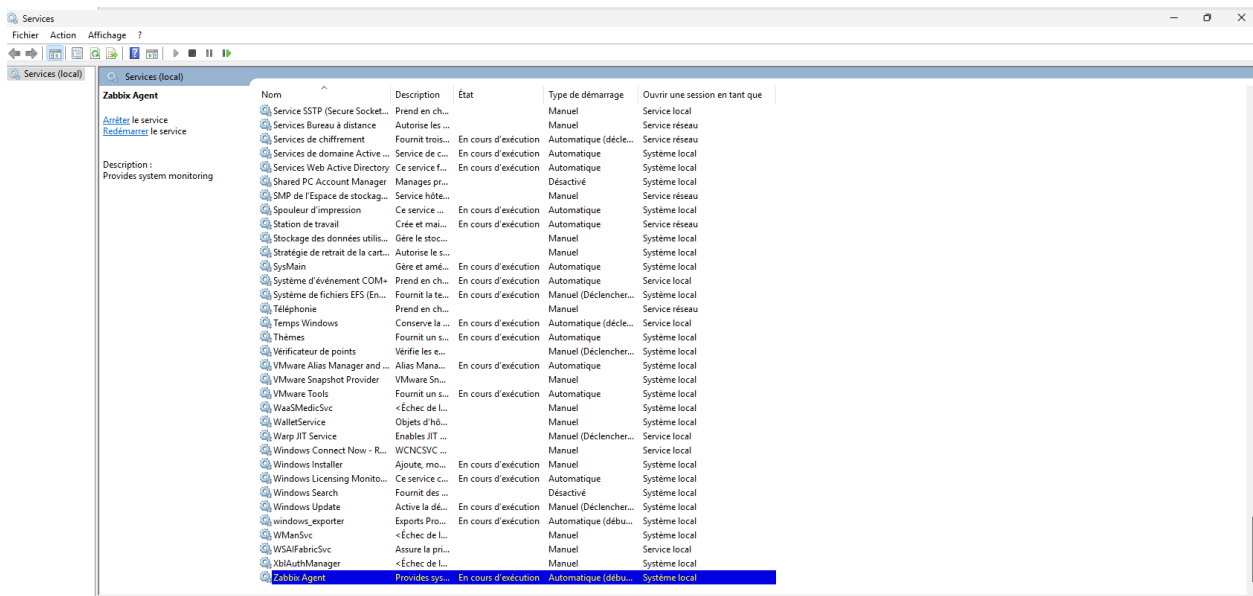 Services
Fichier Action Affichage ?
Services (local)
Services (local)
Zabbix Agent
Arrêter le service
Redémarrer le service
Description :
Provides system monitoring
Nom Description État Type de démarrage Ouvrir une session en tant que
Service SSTP (Secure Socket... Prend en ch... Manuel Service local
Services Bureau à distance Autorise les ... Manuel Service réseau
Services de chiffrement Fournit trois... En cours d'exécution Automatique (décle... Service réseau
Services de domaine Active ... Service de c... En cours d'exécution Automatique Système local
Services Web Active Directory Ce service f... En cours d'exécution Automatique Système local
Shared PC Account Manager Manages pr... Désactivé Système local
SMP de l'Espace de stockag... Service hôte... Manuel Service réseau
Spouleur d'impression Ce service ... En cours d'exécution Automatique Système local
Station de travail Crée et mai... En cours d'exécution Automatique Service réseau
Stockage des données utilis... Gère le stoc... Manuel Système local
Stratégie de retrait de la cart... Autorise le s... Manuel Système local
SysMain Gère et amé... En cours d'exécution Automatique Système local
Système d'événement COM+ Prend en ch... En cours d'exécution Automatique Service local
Système de fichiers EFS (En... Fournit la te... En cours d'exécution Manuel (Déclencher... Système local
Téléphonie Prend en ch... Manuel Service réseau
Temps Windows Conserve la ... En cours d'exécution Automatique (décle... Service local
Thèmes Fournit un s... En cours d'exécution Automatique Système local
Vérificateur de points Vérifie les e... Manuel (Déclencher... Système local
VMware Alias Manager and ... Alias Mana... En cours d'exécution Automatique Système local
VMware Snapshot Provider VMware Sn... Manuel Système local
VMware Tools Fournit un s... En cours d'exécution Automatique Système local
WaaSMedicSvc <Échec de l... Manuel Système local
WalletService Objets d'hô... Manuel Système local
Warp JIT Service Enables JIT ... Manuel (Déclencher... Service local
Windows Connect Now - R... WCNCSVC ... Manuel Service local
Windows Installer Ajoute, mo... En cours d'exécution Manuel Système local
Windows Licensing Monito... Ce service c... En cours d'exécution Automatique Système local
Windows Search Fournit des ... Désactivé Système local
Windows Update Active la dé... En cours d'exécution Manuel (Déclencher... Système local
windows_exporter Exports Pro... En cours d'exécution Automatique (débu... Système local
WManSvc <Échec de l... Manuel Système local
WSAIFabricSvc Assure la pri... Manuel Service local
XblAuthManager <Échec de l... Manuel Système local
Zabbix Agent Provides sys... En cours d'exécution Automatique (débu... Système local